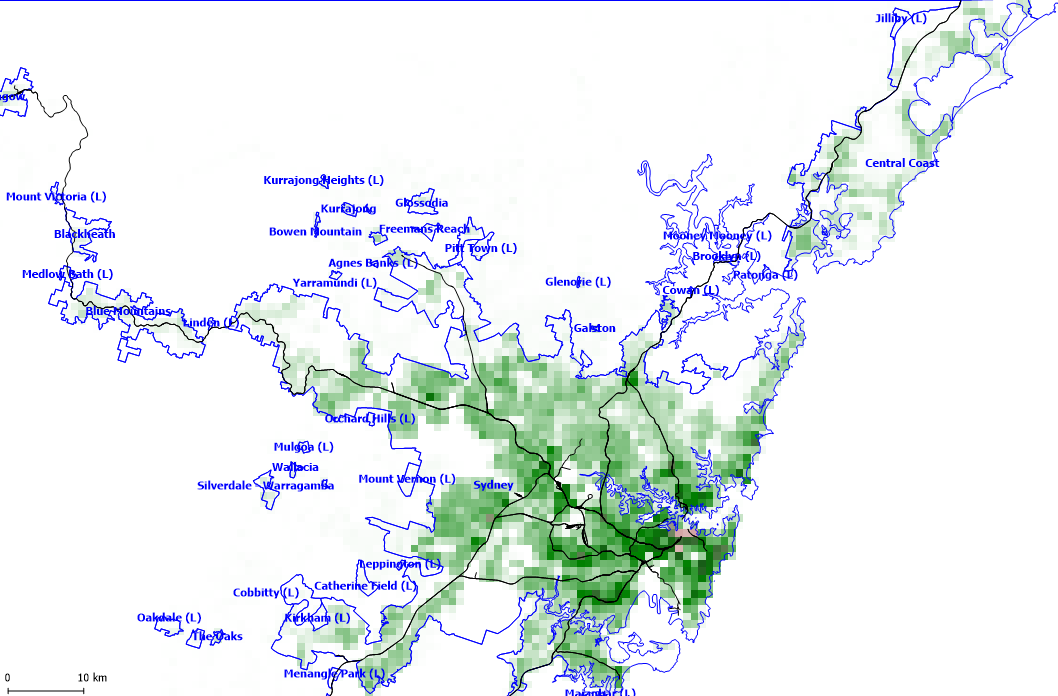 Jilliby (L)
Central Coast
Mount Victoria (L)
Kurrajong Heights (L)
Kurrajong
Glossodia
Blackheath
Bowen Mountain
Freemans Reach
Pitt Town (L)
Mooney Mooney (L)
Brooklyn (L)
Medlow Bath (L)
Agnes Banks (L)
Patonga (L)
Yarramundi (L)
Glenorie (L)
Cowan (L)
Blue Mountains
Linden (L)
Galston
Orchard Hills (L)
Mulgoa (L)
Wallacia
Silverdale
Warragamba
Mount Vernon (L)
Sydney
Leppington (L)
Catherine Field (L)
Cobbitty (L)
Oakdale (L)
Kirkham (L)
The Oaks
Menangle Park (L)
0
10 km